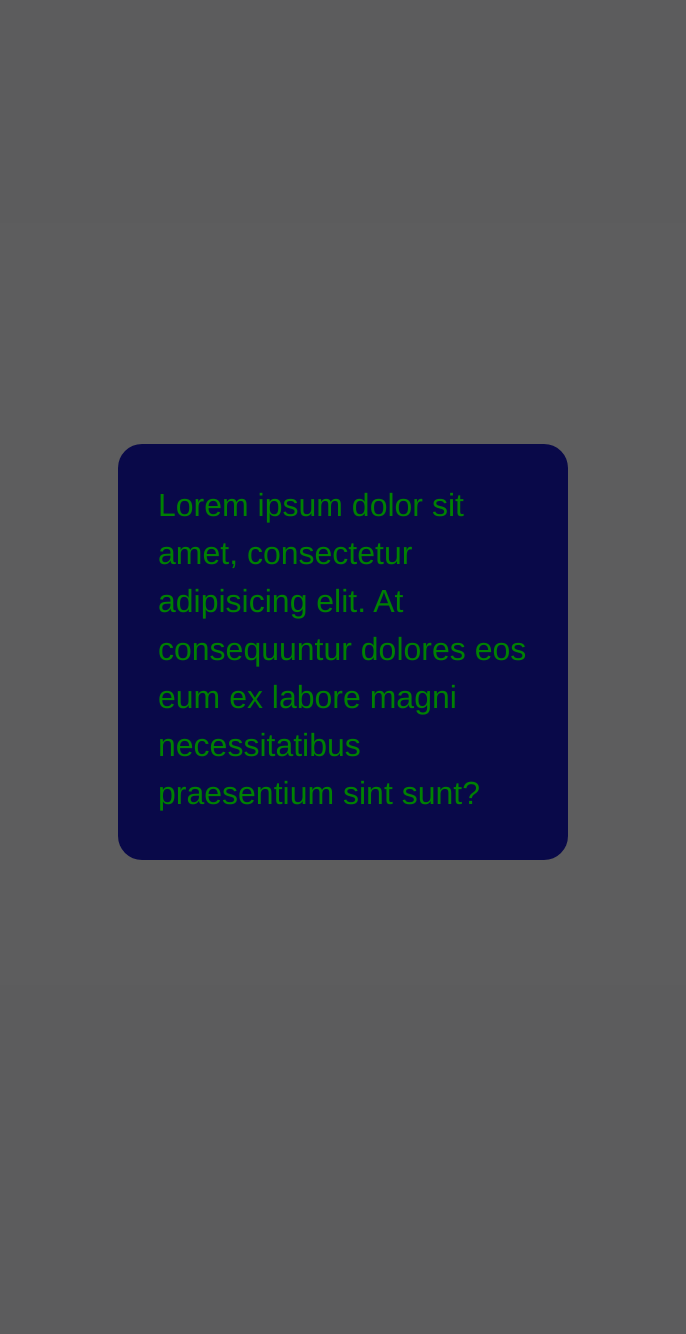 Lorem ipsum dolor sit
amet, consectetur
adipisicing elit. At
consequuntur dolores eos
eum ex labore magni
necessitatibus
praesentium sint sunt?